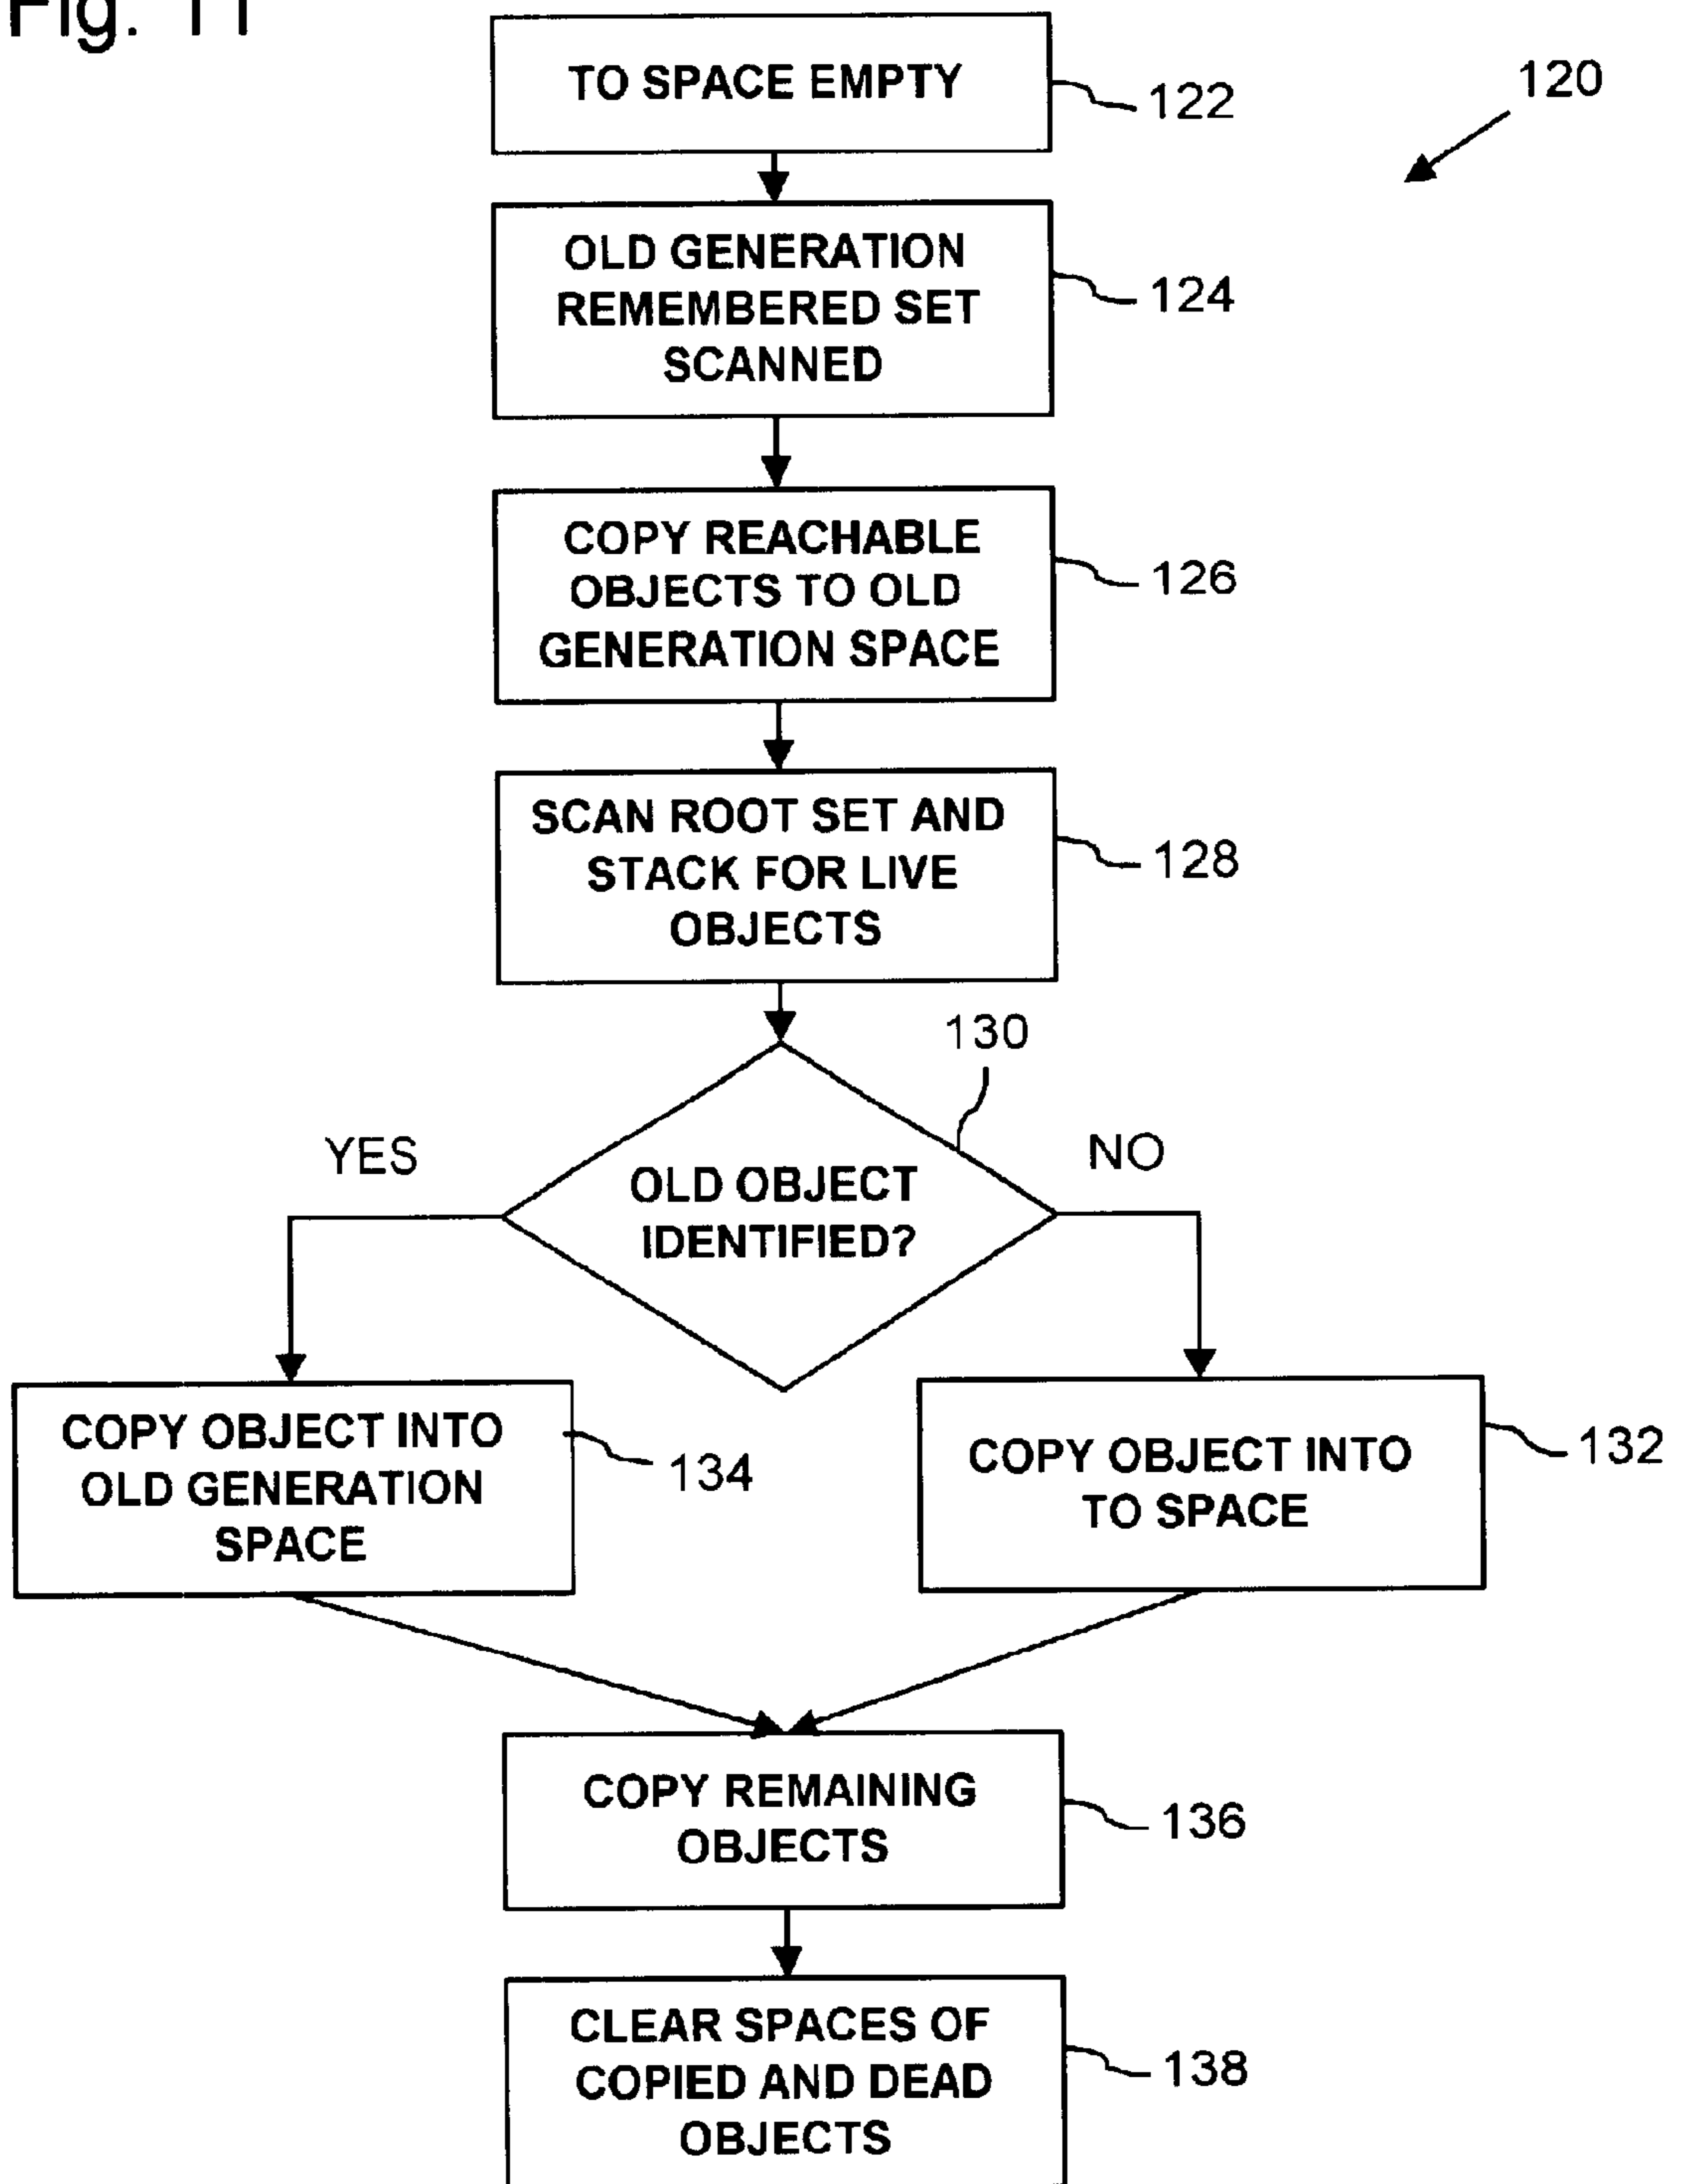 Fig. 11
TO SPACE EMPTY
122
120
OLD GENERATION
REMEMBERED SET
SCANNED
124
COPY REACHABLE
OBJECTS TO OLD
GENERATION SPACE
126
SCAN ROOT SET AND
STACK FOR LIVE
OBJECTS
128
130
YES
NO
OLD OBJECT
IDENTIFIED?
COPY OBJECT INTO
OLD GENERATION
SPACE
134
COPY OBJECT INTO
TO SPACE
132
COPY REMAINING
OBJECTS
136
CLEAR SPACES OF
COPIED AND DEAD
OBJECTS
138